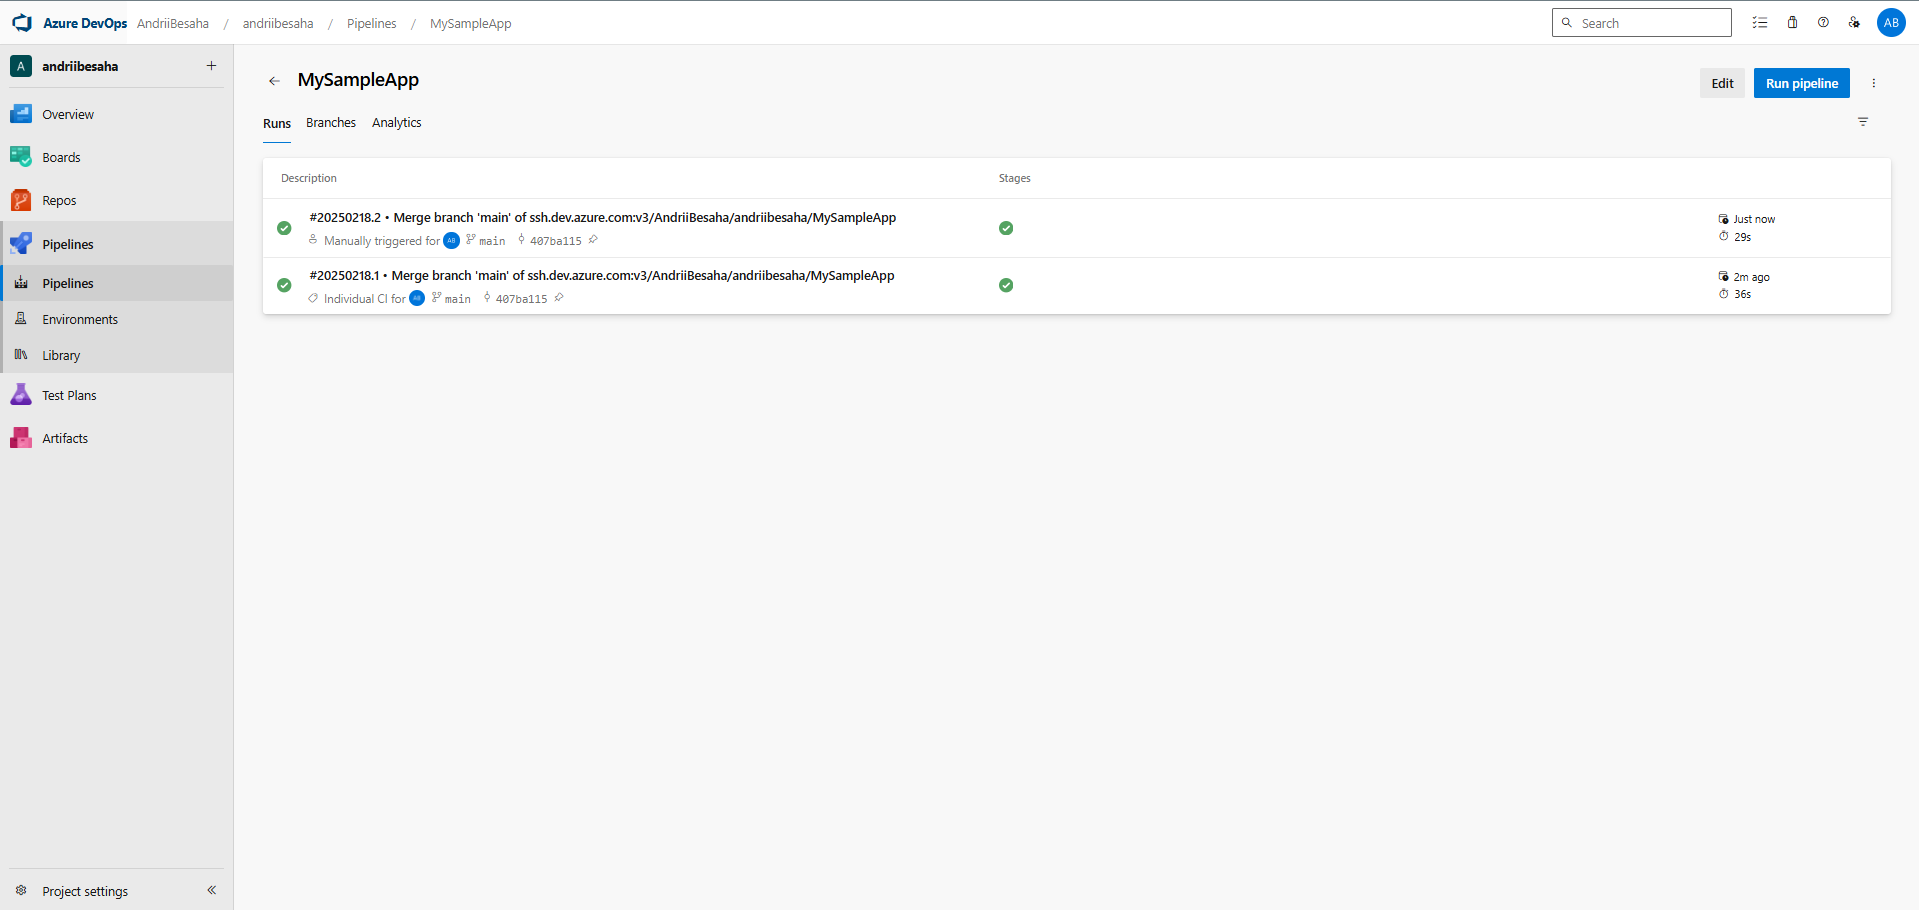 Azure DevOps AndriiBesaha / andriibesaha / Pipelines / MySampleApp
Search
AB
A andriibesaha +
Overview
Boards
Repos
Pipelines
Pipelines
Environments
Library
Test Plans
Artifacts
Project settings
MySampleApp
Edit
Run pipeline
Runs Branches Analytics
Description Stages
#20250218.2 • Merge branch 'main' of ssh.dev.azure.com:v3/AndriiBesaha/andriibesaha/MySampleApp
Manually triggered for AB main 407ba115
Just now
29s
#20250218.1 • Merge branch 'main' of ssh.dev.azure.com:v3/AndriiBesaha/andriibesaha/MySampleApp
Individual CI for AB main 407ba115
2m ago
36s